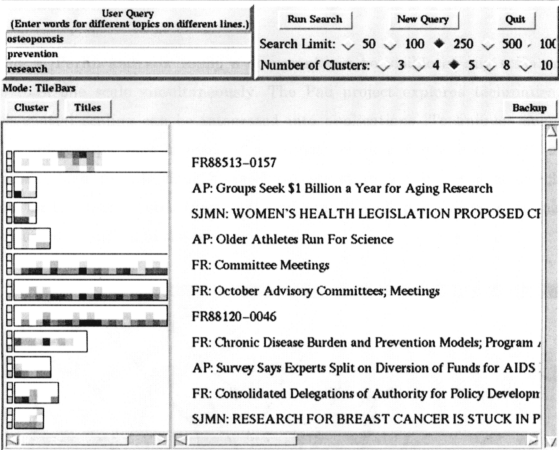 User Query
(Enter words for different topics on different lines.)
osteoporosis
prevention
research
Run Search New Query Quit
Search Limit: 50 100 250 500 100
Number of Clusters: 3 4 5 8 10
Mode: TileBars
Cluster Titles Backup
FR88513-0157
AP: Groups Seek $1 Billion a Year for Aging Research
SJMN: WOMEN'S HEALTH LEGISLATION PROPOSED
AP: Older Athletes Run For Science
FR: Committee Meetings
FR: October Advisory Committees; Meetings
FR88120-0046
FR: Chronic Disease Burden and Prevention Models; Program
AP: Survey Says Experts Split on Diversion of Funds for AIDS
FR: Consolidated Delegations of Authority for Policy Developm
SJMN: RESEARCH FOR BREAST CANCER IS STUCK IN P